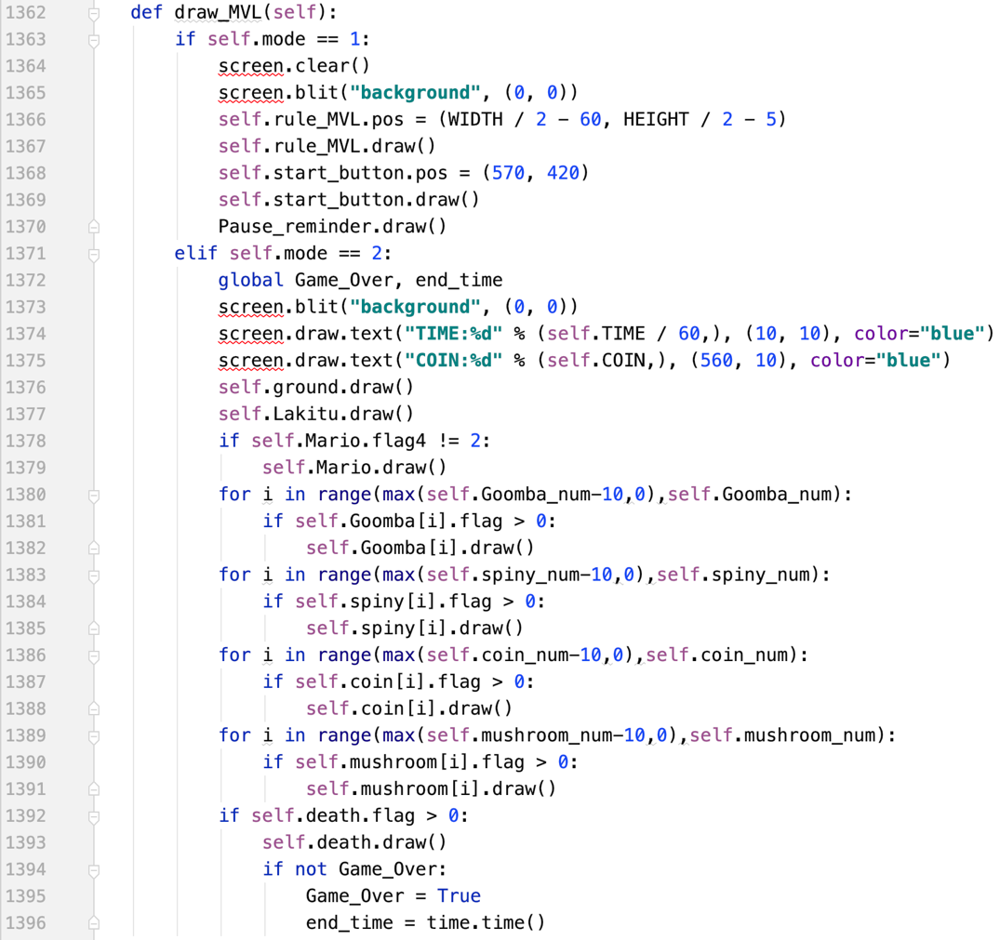 1362 def draw_MVL(self):
1363 if self.mode == 1:
1364 screen.clear()
1365 screen.blit("background", (0, 0))
1366 self.rule_MVL.pos = (WIDTH / 2 - 60, HEIGHT / 2 - 5)
1367 self.rule_MVL.draw()
1368 self.start_button.pos = (570, 420)
1369 self.start_button.draw()
1370 Pause_reminder.draw()
1371 elif self.mode == 2:
1372 global Game_Over, end_time
1373 screen.blit("background", (0, 0))
1374 screen.draw.text("TIME:%d" % (self.TIME / 60,), (10, 10), color="blue")
1375 screen.draw.text("COIN:%d" % (self.COIN,), (560, 10), color="blue")
1376 self.ground.draw()
1377 self.Lakitu.draw()
1378 if self.Mario.flag4 != 2:
1379 self.Mario.draw()
1380 for i in range(max(self.Goomba_num-10,0),self.Goomba_num):
1381 if self.Goomba[i].flag > 0:
1382 self.Goomba[i].draw()
1383 for i in range(max(self.spiny_num-10,0),self.spiny_num):
1384 if self.spiny[i].flag > 0:
1385 self.spiny[i].draw()
1386 for i in range(max(self.coin_num-10,0),self.coin_num):
1387 if self.coin[i].flag > 0:
1388 self.coin[i].draw()
1389 for i in range(max(self.mushroom_num-10,0),self.mushroom_num):
1390 if self.mushroom[i].flag > 0:
1391 self.mushroom[i].draw()
1392 if self.death.flag > 0:
1393 self.death.draw()
1394 if not Game_Over:
1395 Game_Over = True
1396 end_time = time.time()